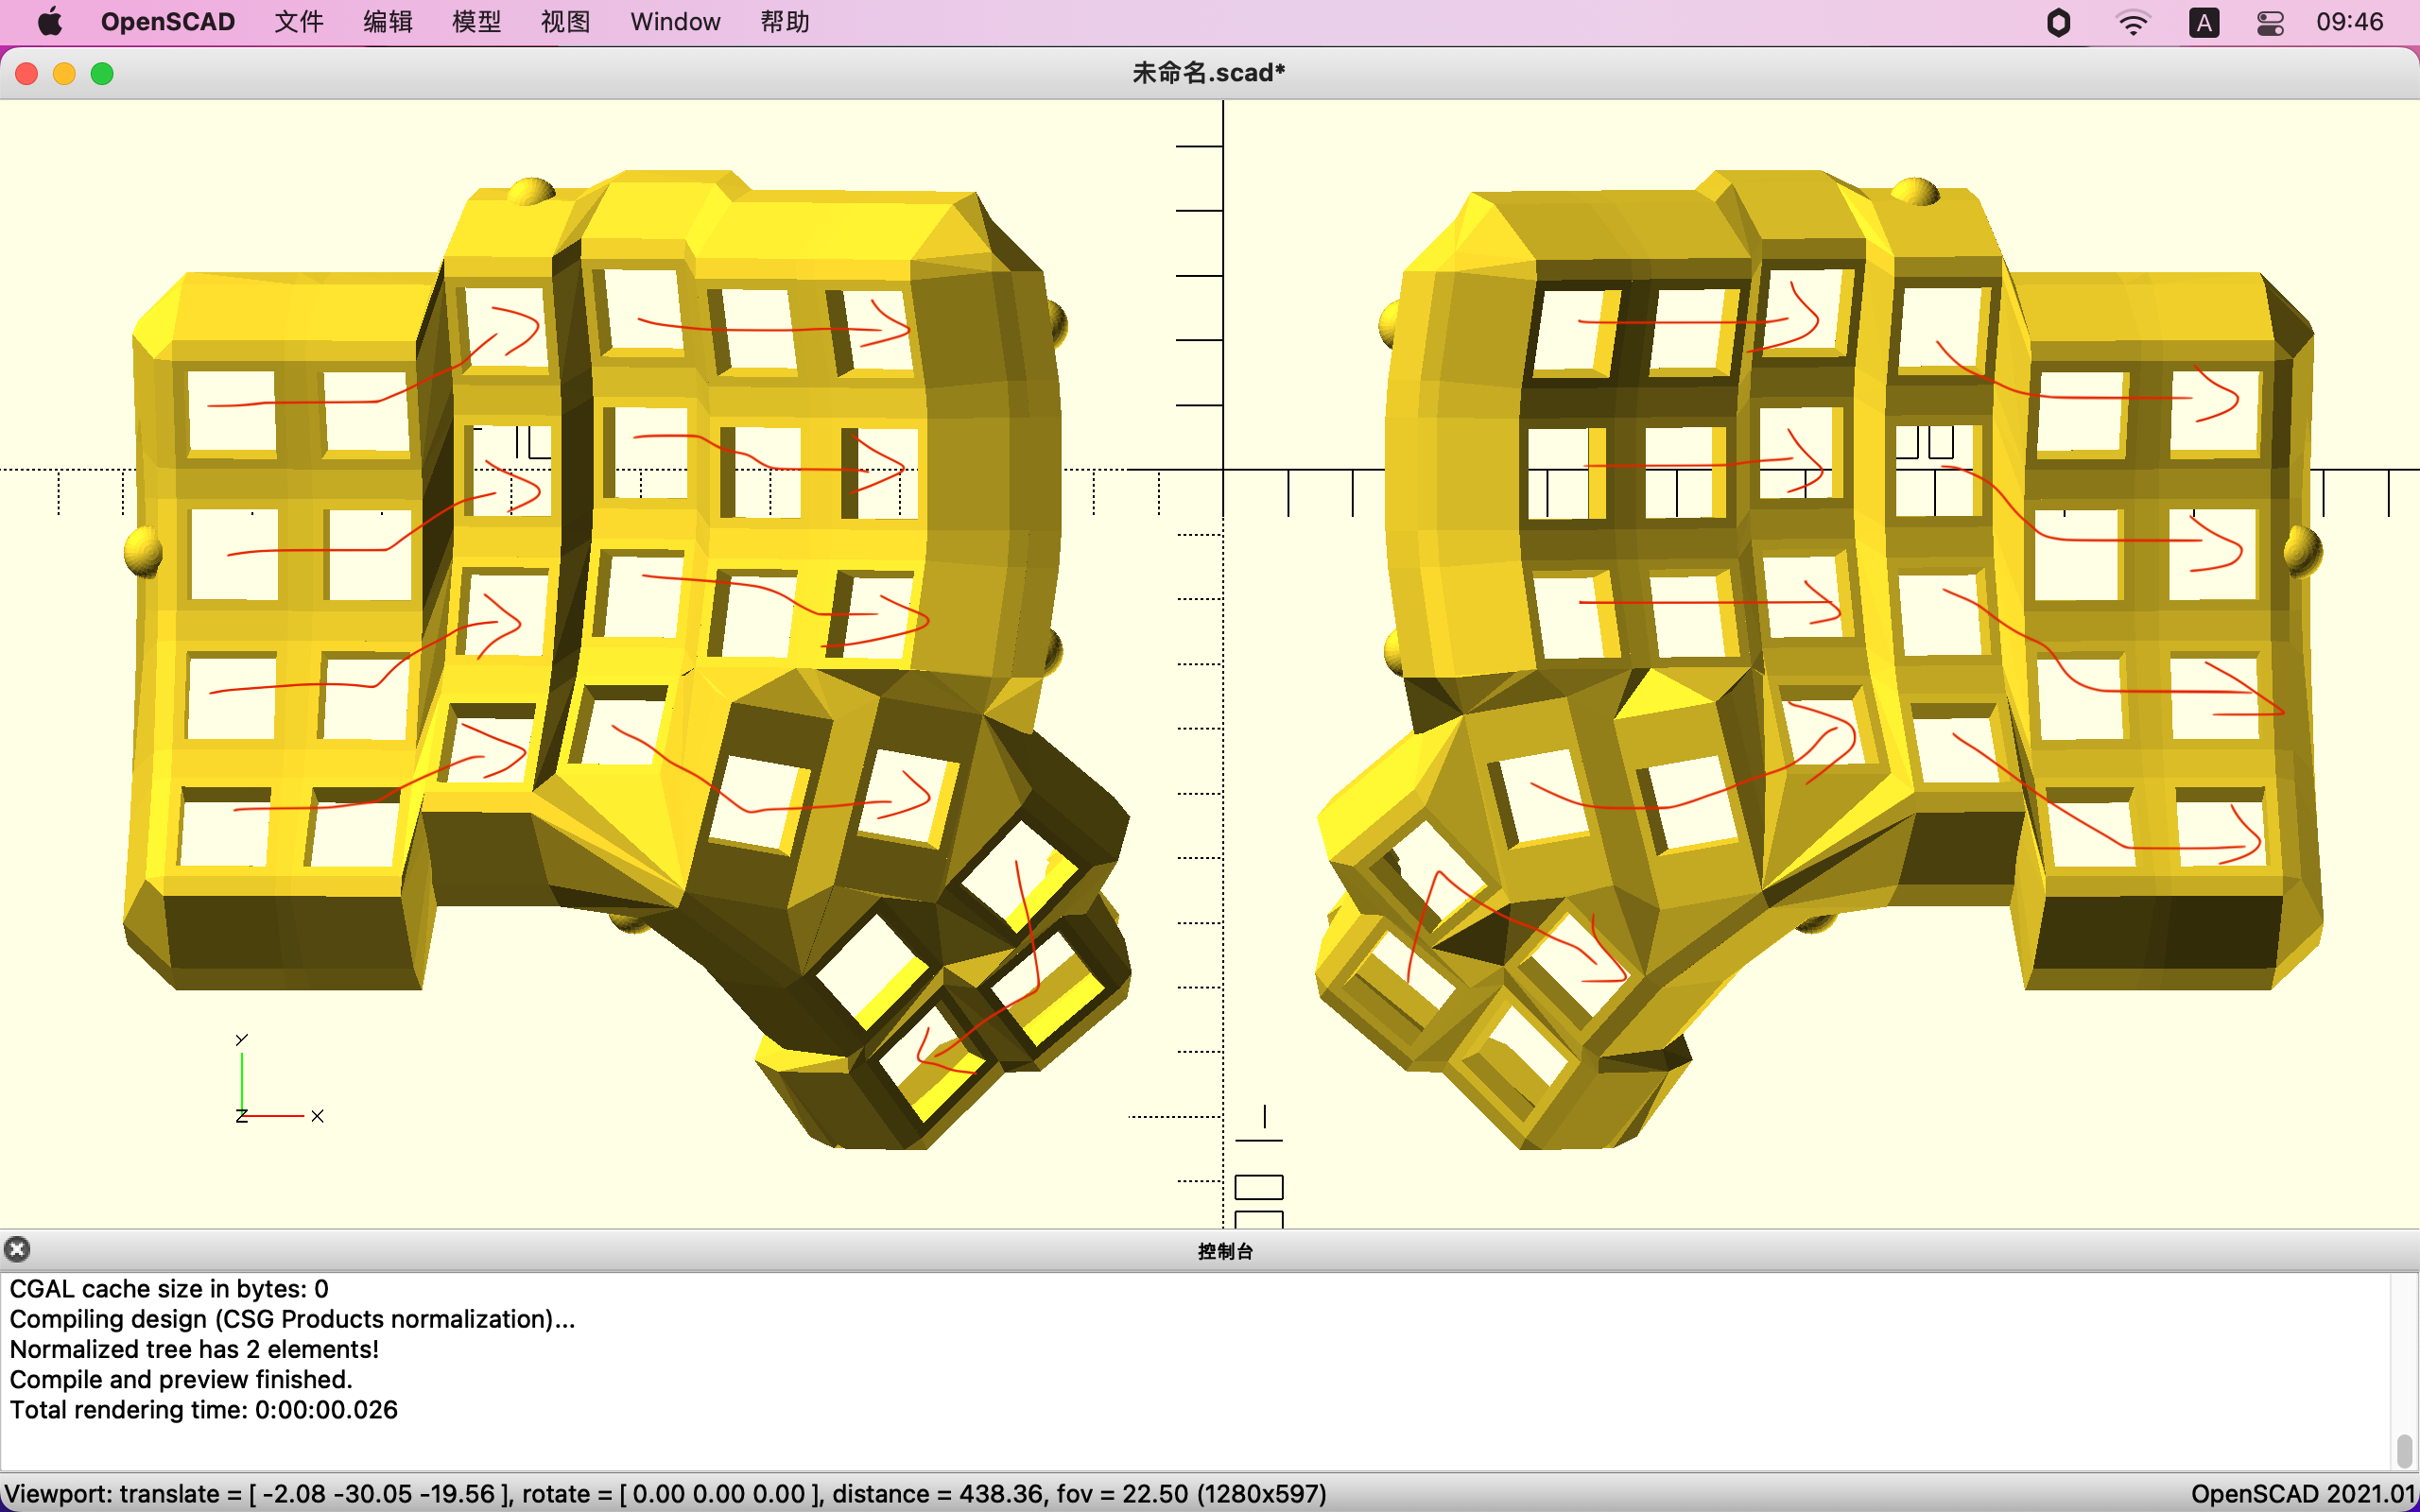 OpenSCAD 文件 编辑 模型 视图 Window 帮助 A 09:46
未命名.scad*
Y
Z X
控制台
CGAL cache size in bytes: 0
Compiling design (CSG Products normalization)...
Normalized tree has 2 elements!
Compile and preview finished.
Total rendering time: 0:00:00.026
Viewport: translate = [ -2.08 -30.05 -19.56 ], rotate = [ 0.00 0.00 0.00 ], distance = 438.36, fov = 22.50 (1280x597) OpenSCAD 2021.01